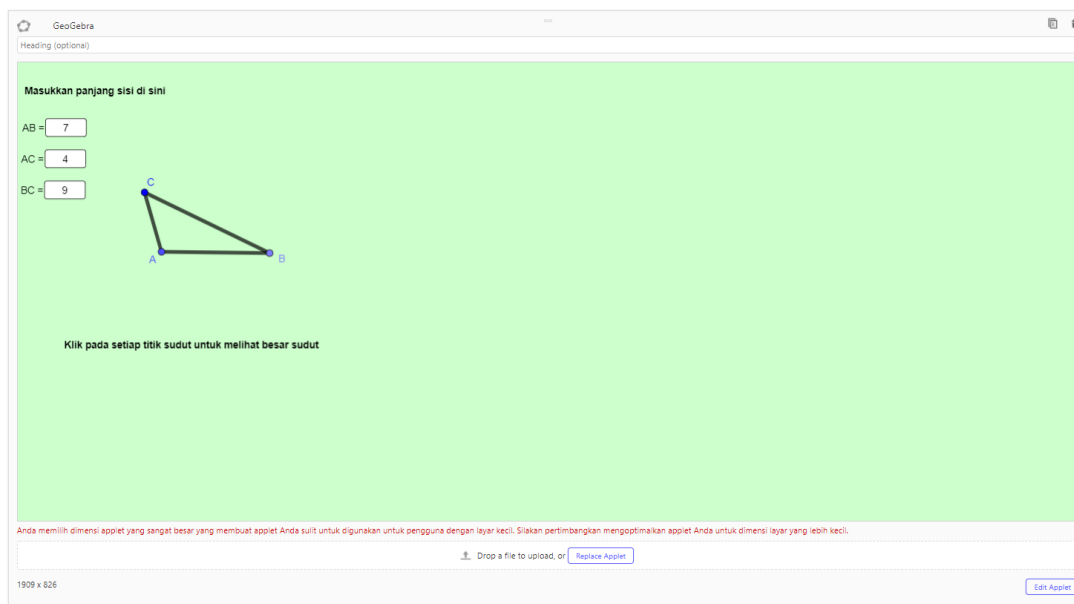 GeoGebra
Heading (optional)
Masukkan panjang sisi di sini
AB = 7
AC = 4
BC = 9
C
A
B
Klik pada setiap titik sudut untuk melihat besar sudut
Anda memilih dimensi applet yang sangat besar yang membuat applet Anda sulit untuk digunakan untuk pengguna dengan layar kecil. Silakan pertimbangkan mengoptimalkan applet Anda untuk dimensi layar yang lebih kecil.
Drop a file to upload, or Replace Applet
1909 x 826
Edit Applet